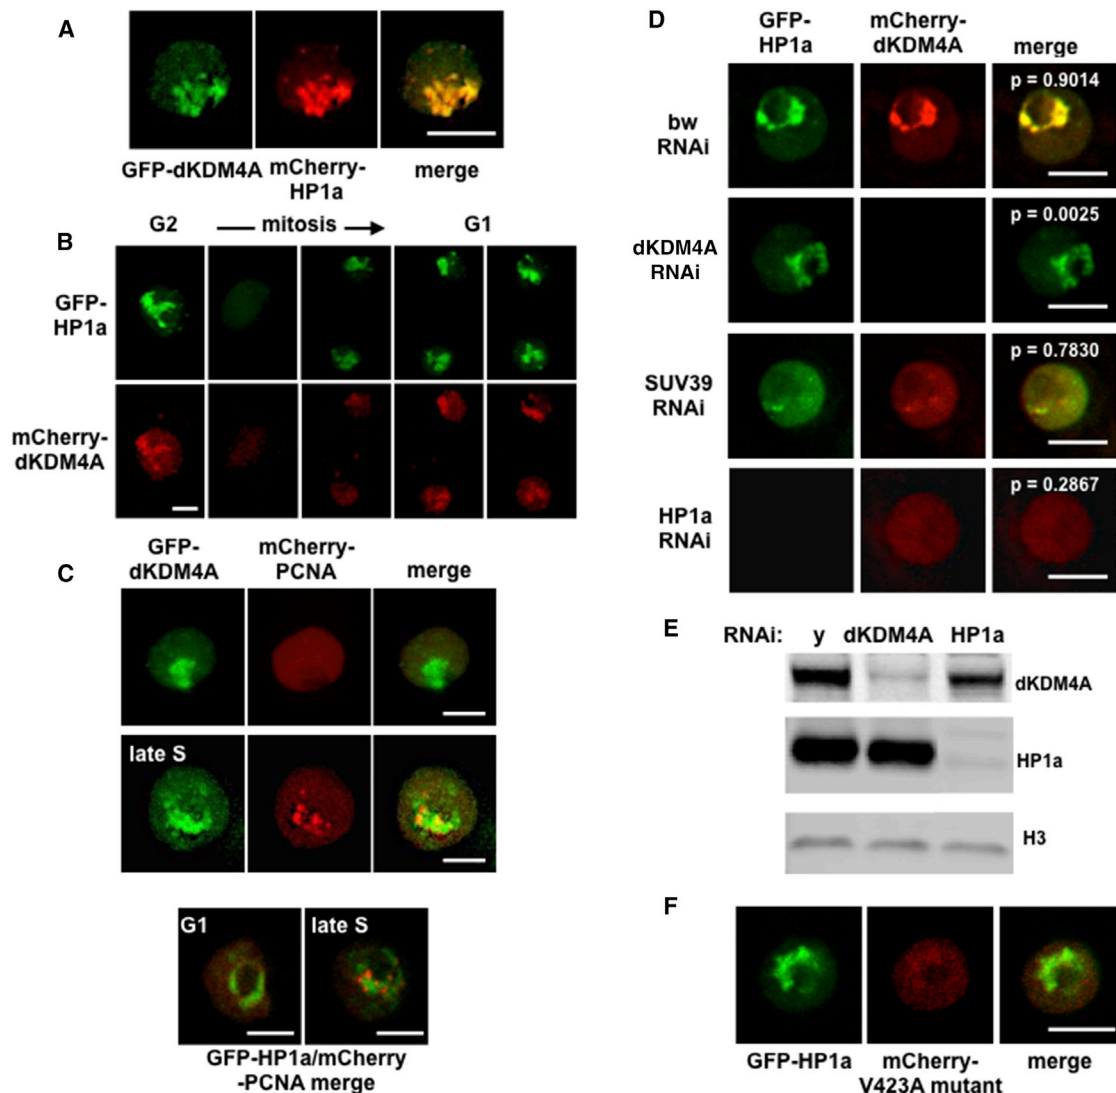 A
GFP-dKDM4A
mCherry-
HP1a
merge
B
G2
mitosis
G1
GFP-
HP1a
mCherry-
dKDM4A
C
GFP-
dKDM4A
mCherry-
PCNA
merge
late S
G1
late S
GFP-HP1a/mCherry
-PCNA merge
D
GFP-
HP1a
mCherry-
dKDM4A
merge
bw
RNAi
p = 0.9014
dKDM4A
RNAi
p = 0.0025
SUV39
RNAi
p = 0.7830
HP1a
RNAi
p = 0.2867
E
RNAi: y dKDM4A HP1a
dKDM4A
HP1a
H3
F
GFP-HP1a
mCherry-
V423A mutant
merge